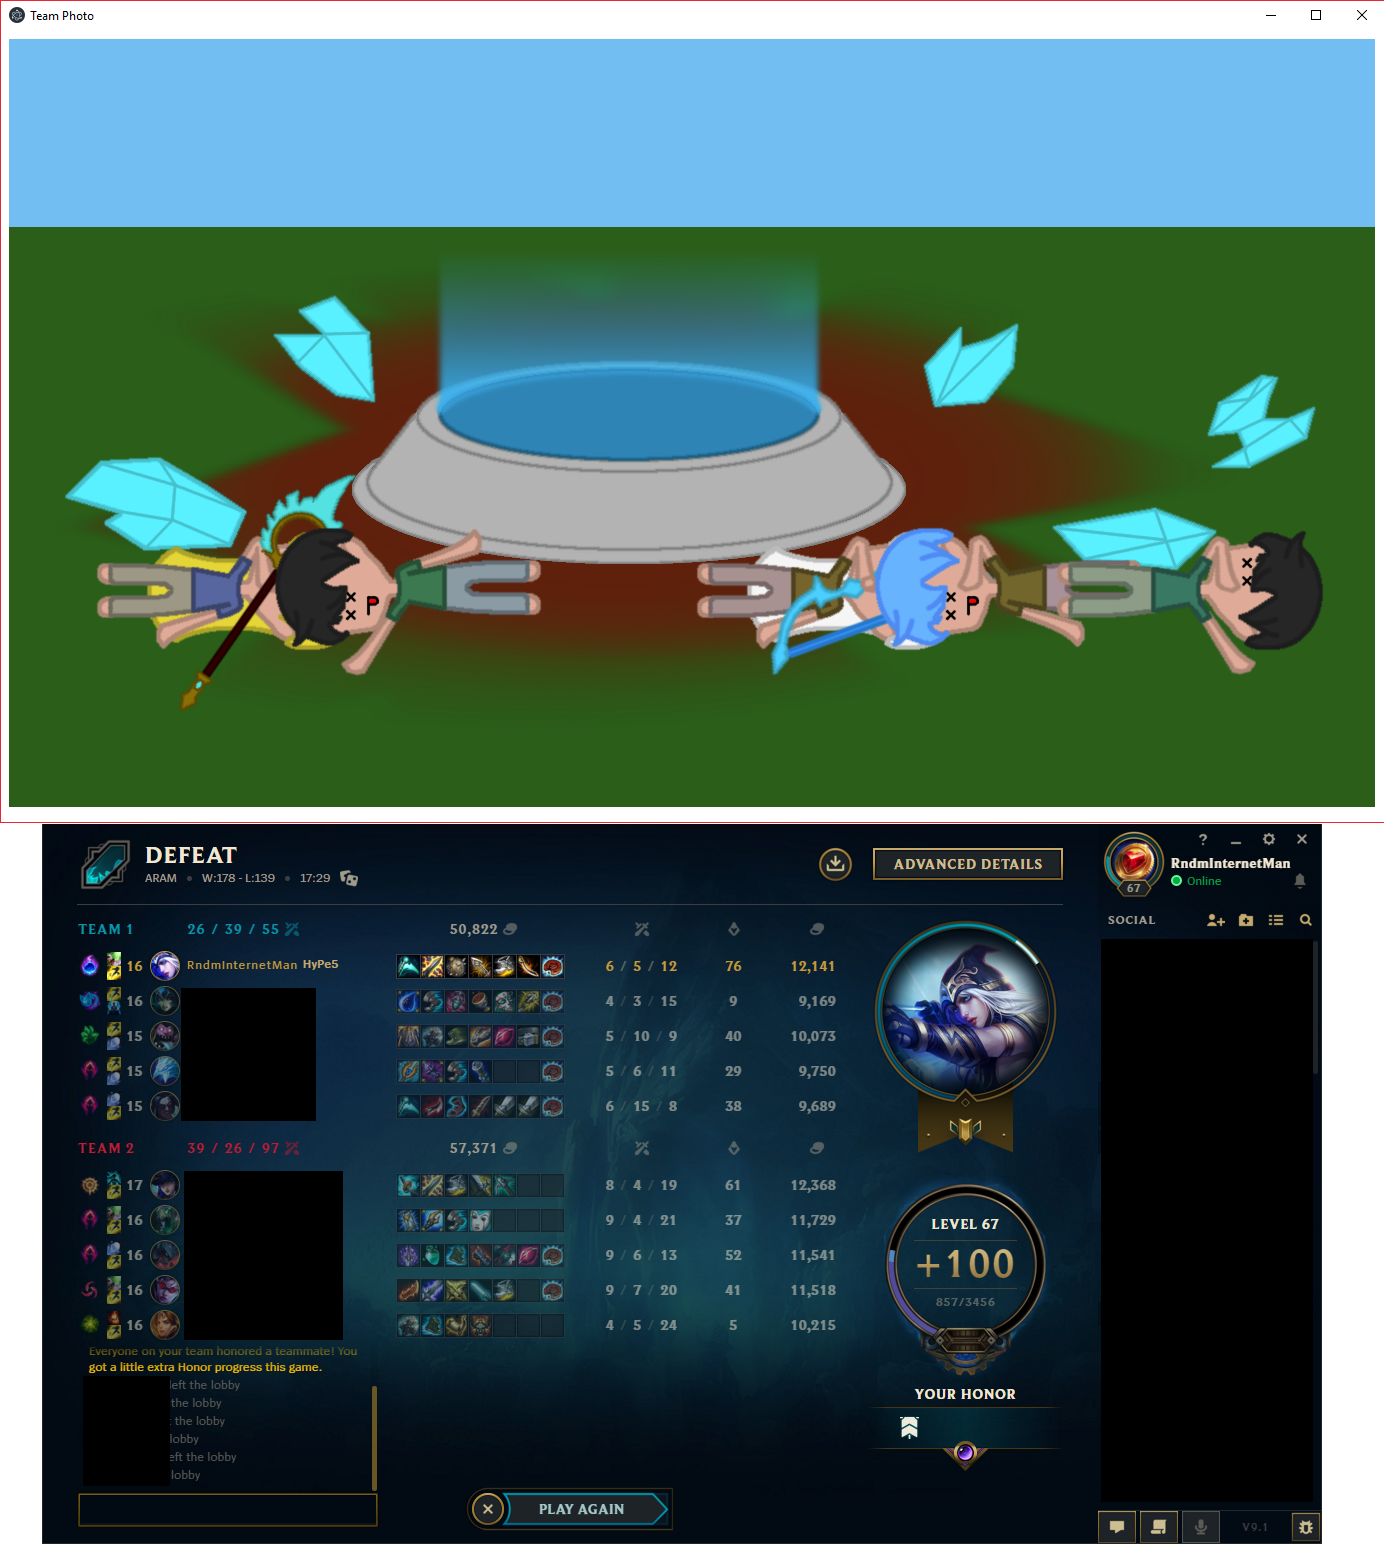 Team Photo
DEFEAT
ARAM • W:178 - L:139 • 17:29
ADVANCED DETAILS
? RndmInternetMan
67 Online
SOCIAL
TEAM 1 26 / 39 / 55 50,822
16 RndmInternetMan HyPe5 6 / 5 / 12 76 12,141
16 4 / 3 / 15 9 9,169
15 5 / 10 / 9 40 10,073
15 5 / 6 / 11 29 9,750
15 6 / 15 / 8 38 9,689
TEAM 2 39 / 26 / 97 57,371
17 8 / 4 / 19 61 12,368
16 9 / 4 / 21 37 11,729
16 9 / 6 / 13 52 11,541
16 9 / 7 / 20 41 11,518
16 4 / 5 / 24 5 10,215
LEVEL 67
+100
857/3456
YOUR HONOR
Everyone on your team honored a teammate! You
got a little extra Honor progress this game.
left the lobby
the lobby
t the lobby
lobby
eft the lobby
lobby
PLAY AGAIN
V9.1